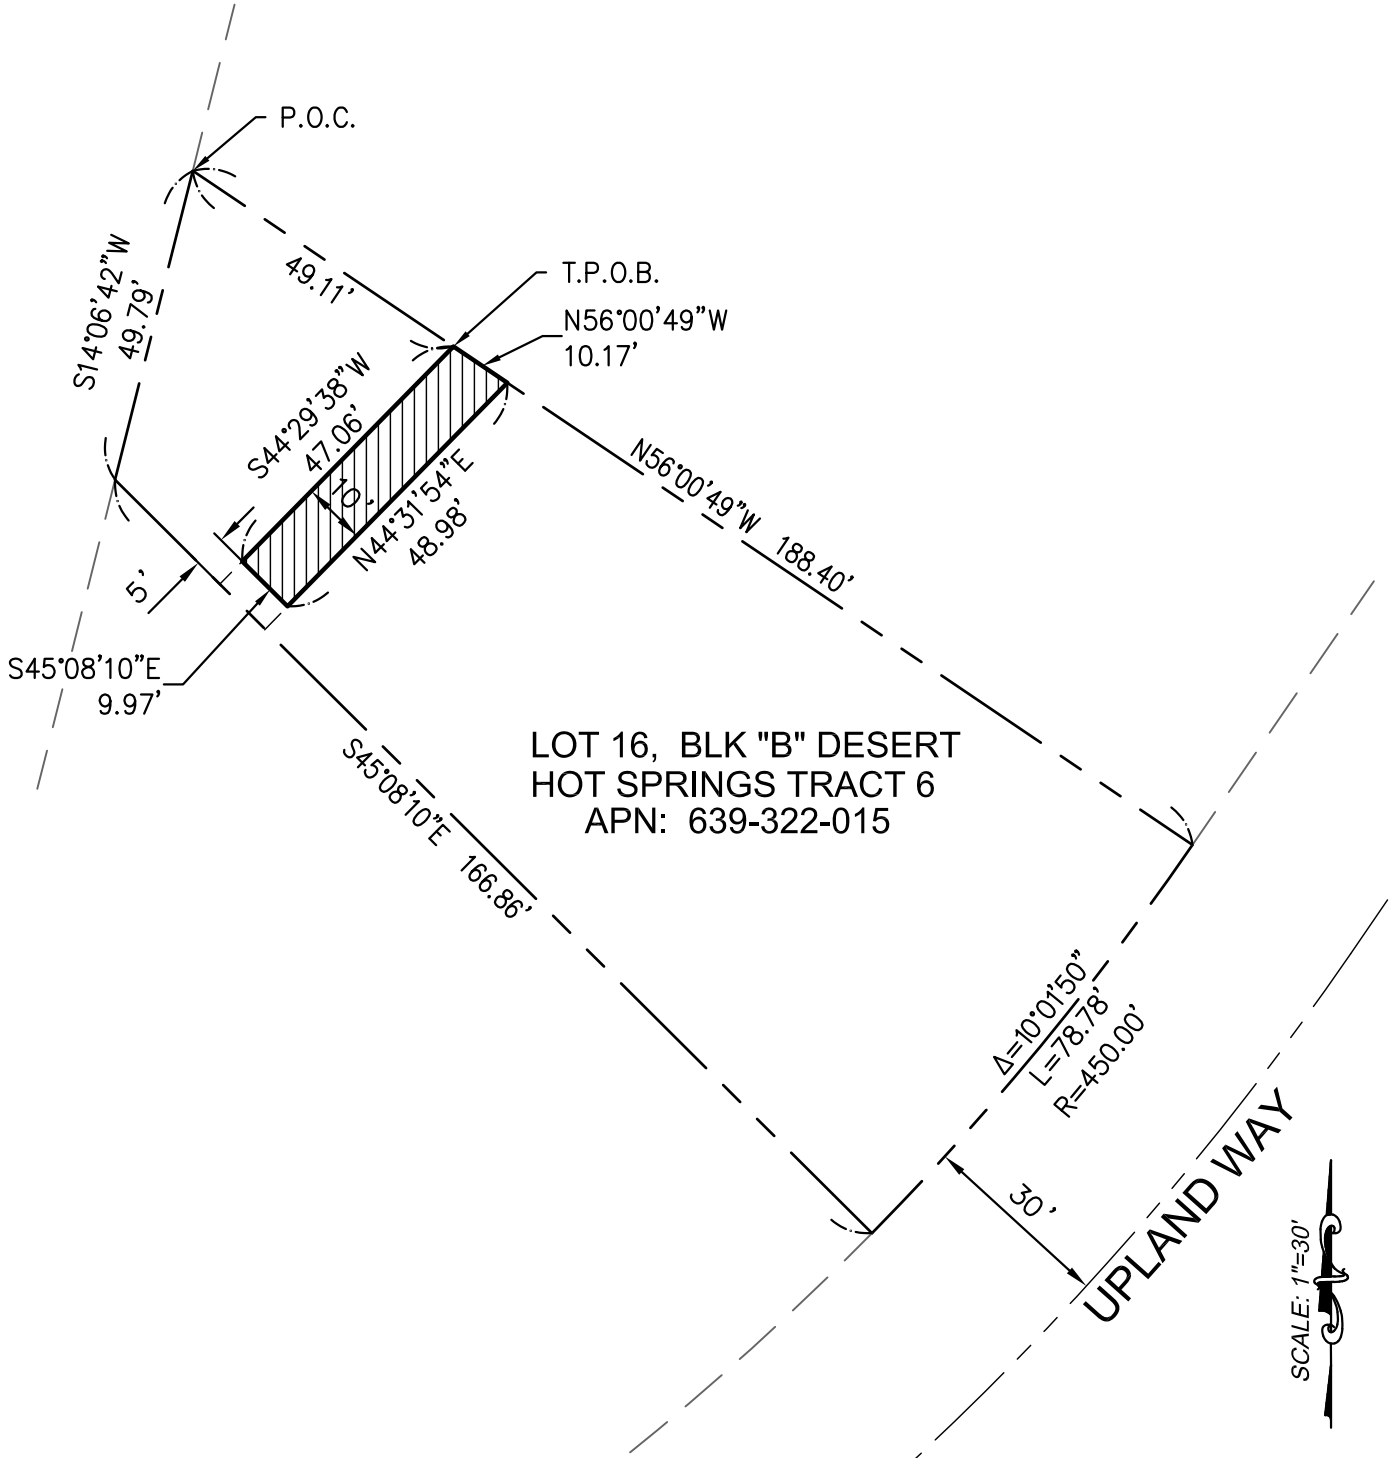 P.O.C.
49.11'
T.P.O.B.
N56°00'49"W
10.17'
S14°06'42"W
49.79'
S44°29'38"W
47.06'
10'
N44°31'54"E
48.98'
5'
S45°08'10"E
9.97'
N56°00'49"W 188.40'
LOT 16, BLK "B" DESERT
HOT SPRINGS TRACT 6
APN: 639-322-015
S45°08'10"E 166.86'
Δ=10°01'50"
L=78.78'
R=450.00'
30'
UPLAND WAY
SCALE: 1"=30'